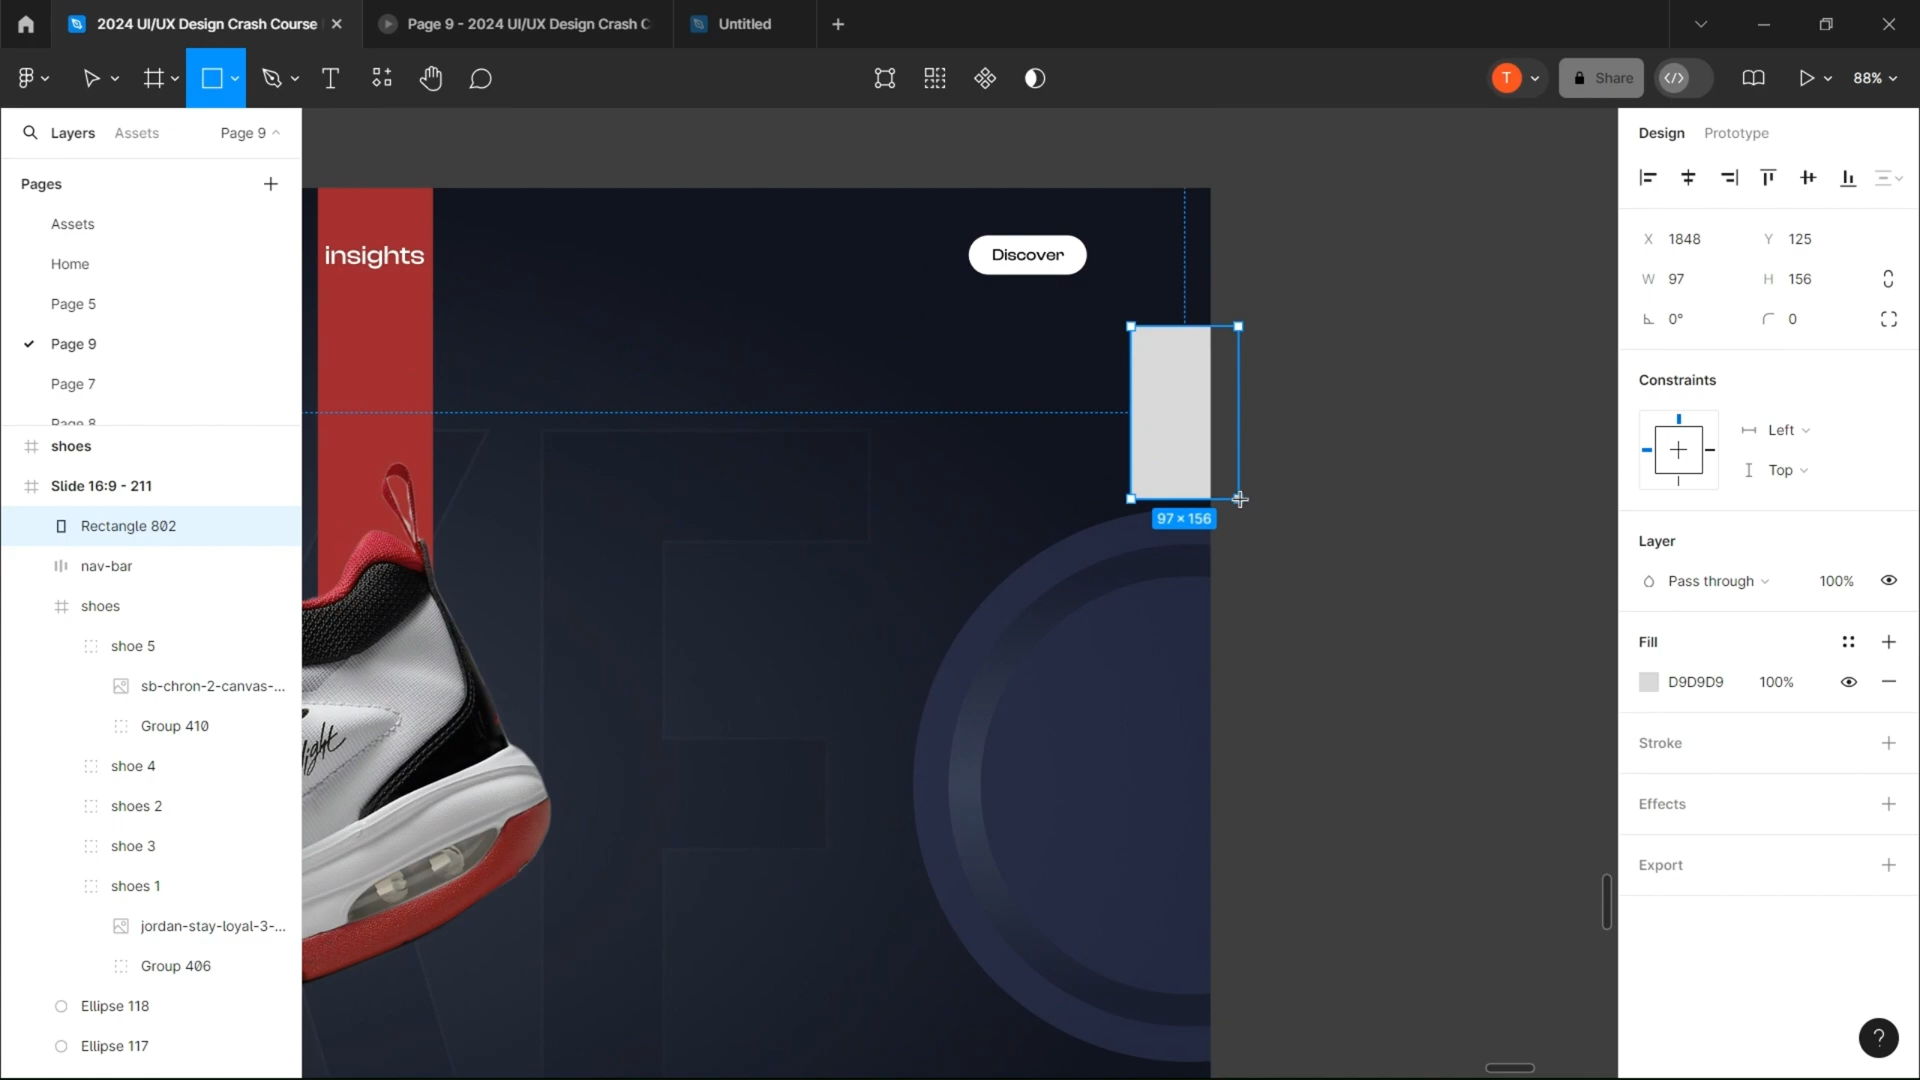 2024 UI/UX Design Crash Course
Page 9 - 2024 UI/UX Design Crash C
Untitled
T
Share
88%
Layers
Assets
Page 9
Pages
Assets
Home
Page 5
Page 9
Page 7
Page 8
shoes
Slide 16:9 - 211
Rectangle 802
nav-bar
shoes
shoe 5
sb-chron-2-canvas-...
Group 410
shoe 4
shoes 2
shoe 3
shoes 1
jordan-stay-loyal-3-...
Group 406
Ellipse 118
Ellipse 117
insights
Discover
97 × 156
Design
Prototype
X 1848
Y 125
W 97
H 156
0°
0
Constraints
Left
Top
Layer
Pass through
100%
Fill
D9D9D9
100%
Stroke
Effects
Export
?